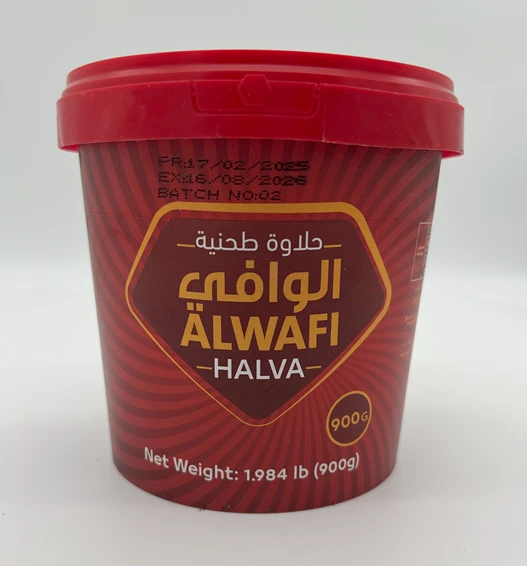 PR:17/02/2025
EX:16/08/2026
BATCH NO:02
حلاوة طحنية
الوافي
ALWAFI
HALVA
900G
Net Weight: 1.984 lb (900g)